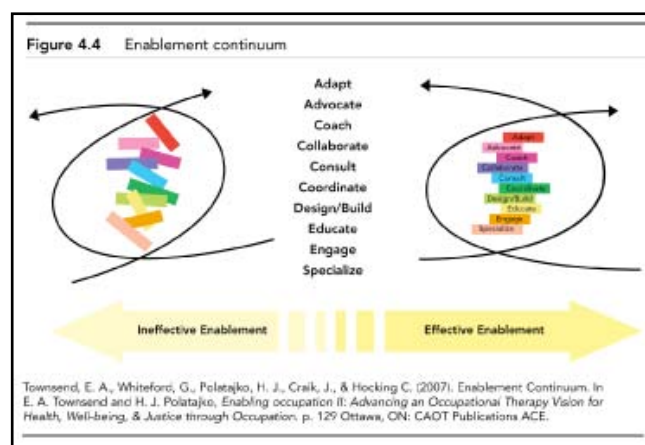 Figure 4.4 Enablement continuum
Adapt
Advocate
Coach
Collaborate
Consult
Coordinate
Design/Build
Educate
Engage
Specialize
Adapt
Advocate
Coach
Collaborate
Consult
Coordinate
Design/Build
Educate
Engage
Specialize
Ineffective Enablement
Effective Enablement
Townsend, E. A., Whiteford, G., Polatajko, H. J., Craik, J., & Hocking C. (2007). Enablement Continuum. In
E. A. Townsend and H. J. Polatajko, Enabling occupation II: Advancing an Occupational Therapy Vision for
Health, Well-being, & Justice through Occupation. p. 129 Ottawa, ON: CAOT Publications ACE.